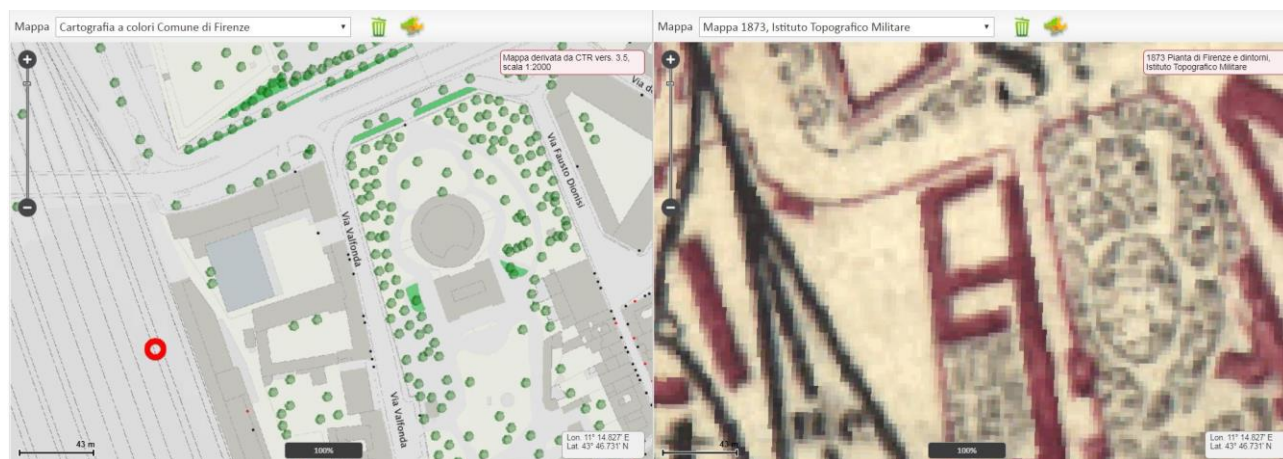 Mappa Cartografia a colori Comune di Firenze
Mappa derivata da CTR vers. 3.5,
scala 1:2000
Via Fausto Dionisi
Via Valfonda
Via Valfonda
43 m
100%
Lon. 11° 14.827' E
Lat. 43° 46.731' N
Mappa Mappa 1873, Istituto Topografico Militare
1873 Pianta di Firenze e dintorni,
Istituto Topografico Militare
43 m
100%
Lon. 11° 14.827' E
Lat. 43° 46.731' N